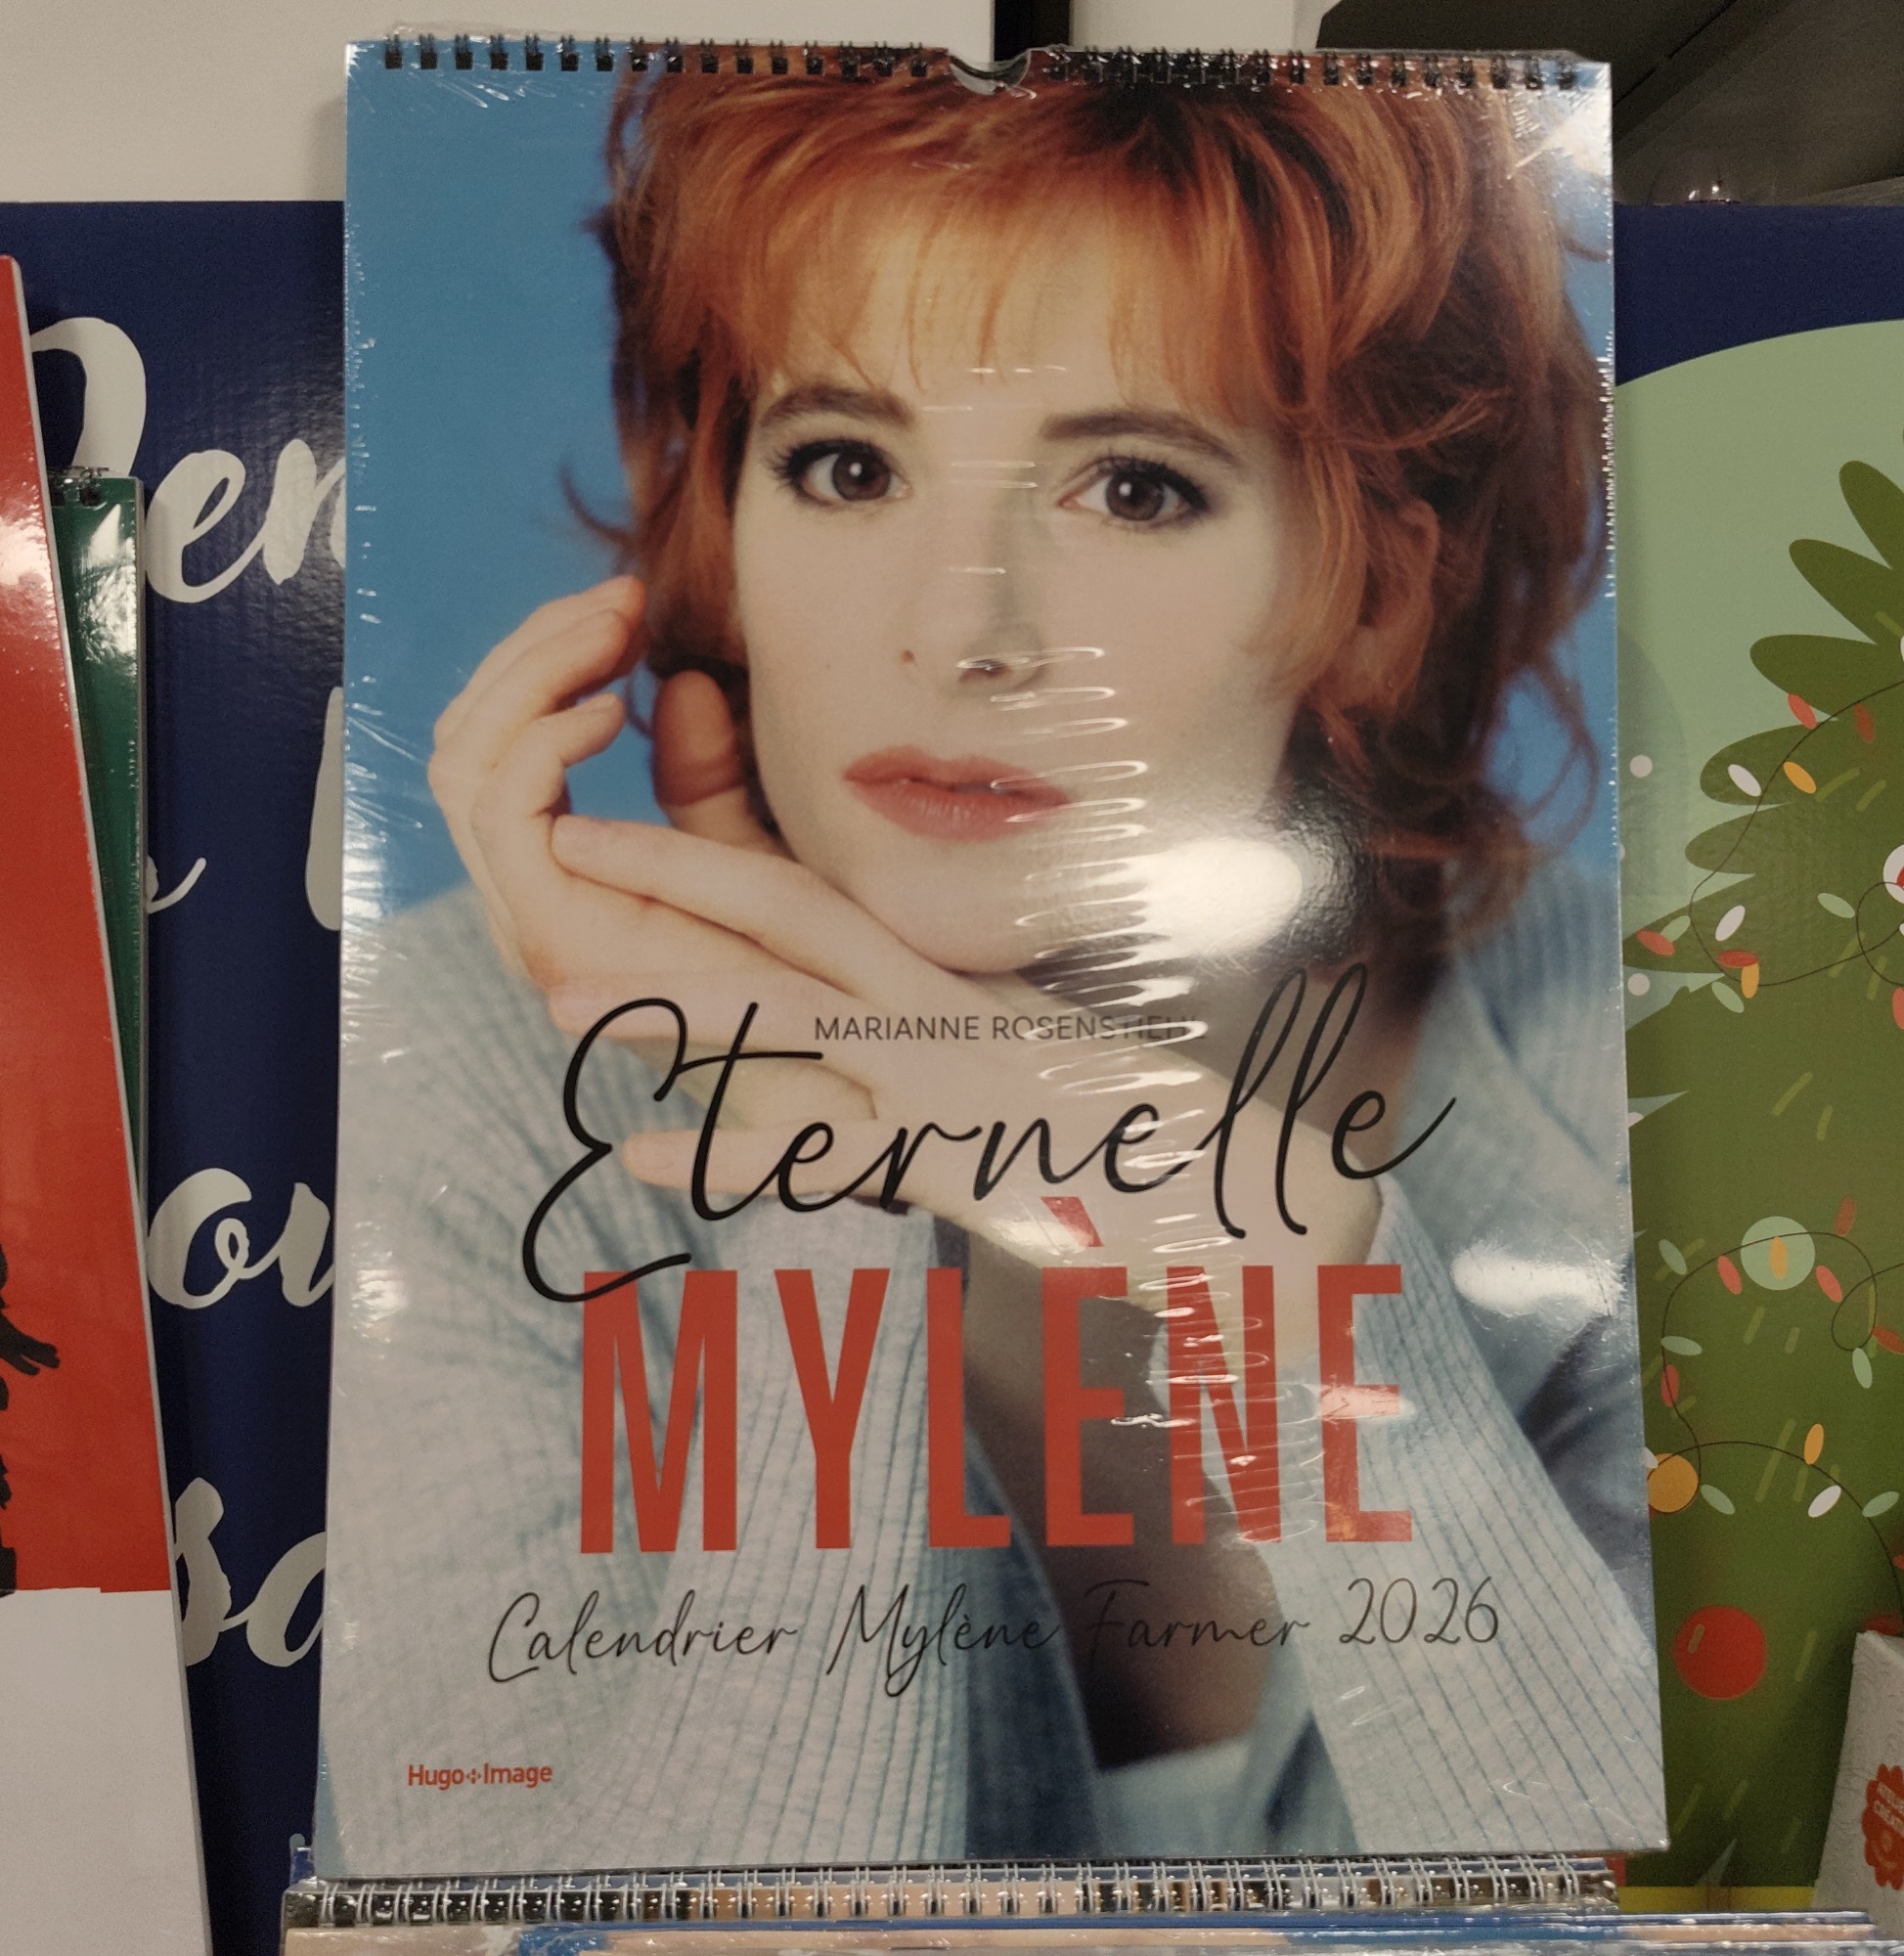 MARIANNE ROSENSTIEHL
Eternelle
MYLÈNE
Calendrier Mylène Farmer 2026
Hugo+Image